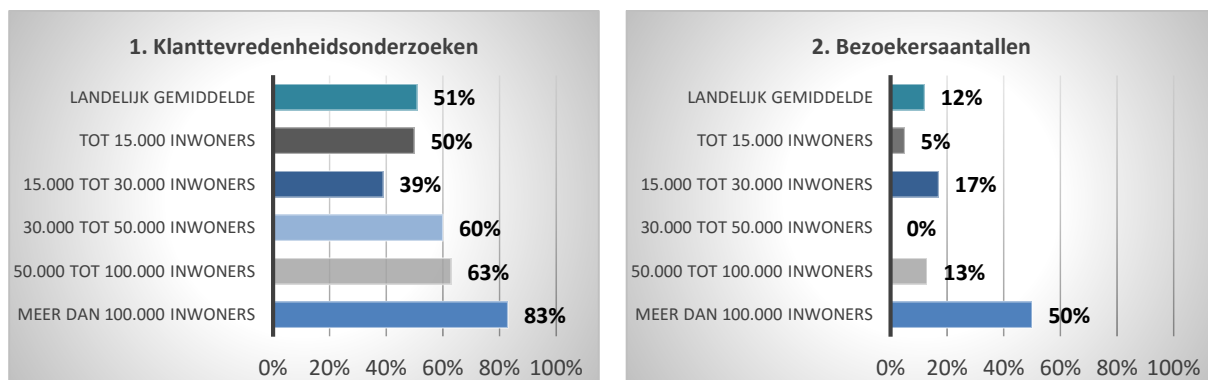 1. Klanttevredenheidsonderzoeken
LANDELIJK GEMIDDELDE 51%
TOT 15.000 INWONERS 50%
15.000 TOT 30.000 INWONERS 39%
30.000 TOT 50.000 INWONERS 60%
50.000 TOT 100.000 INWONERS 63%
MEER DAN 100.000 INWONERS 83%
0% 20% 40% 60% 80% 100%
2. Bezoekersaantallen
LANDELIJK GEMIDDELDE 12%
TOT 15.000 INWONERS 5%
15.000 TOT 30.000 INWONERS 17%
30.000 TOT 50.000 INWONERS 0%
50.000 TOT 100.000 INWONERS 13%
MEER DAN 100.000 INWONERS 50%
0% 20% 40% 60% 80% 100%